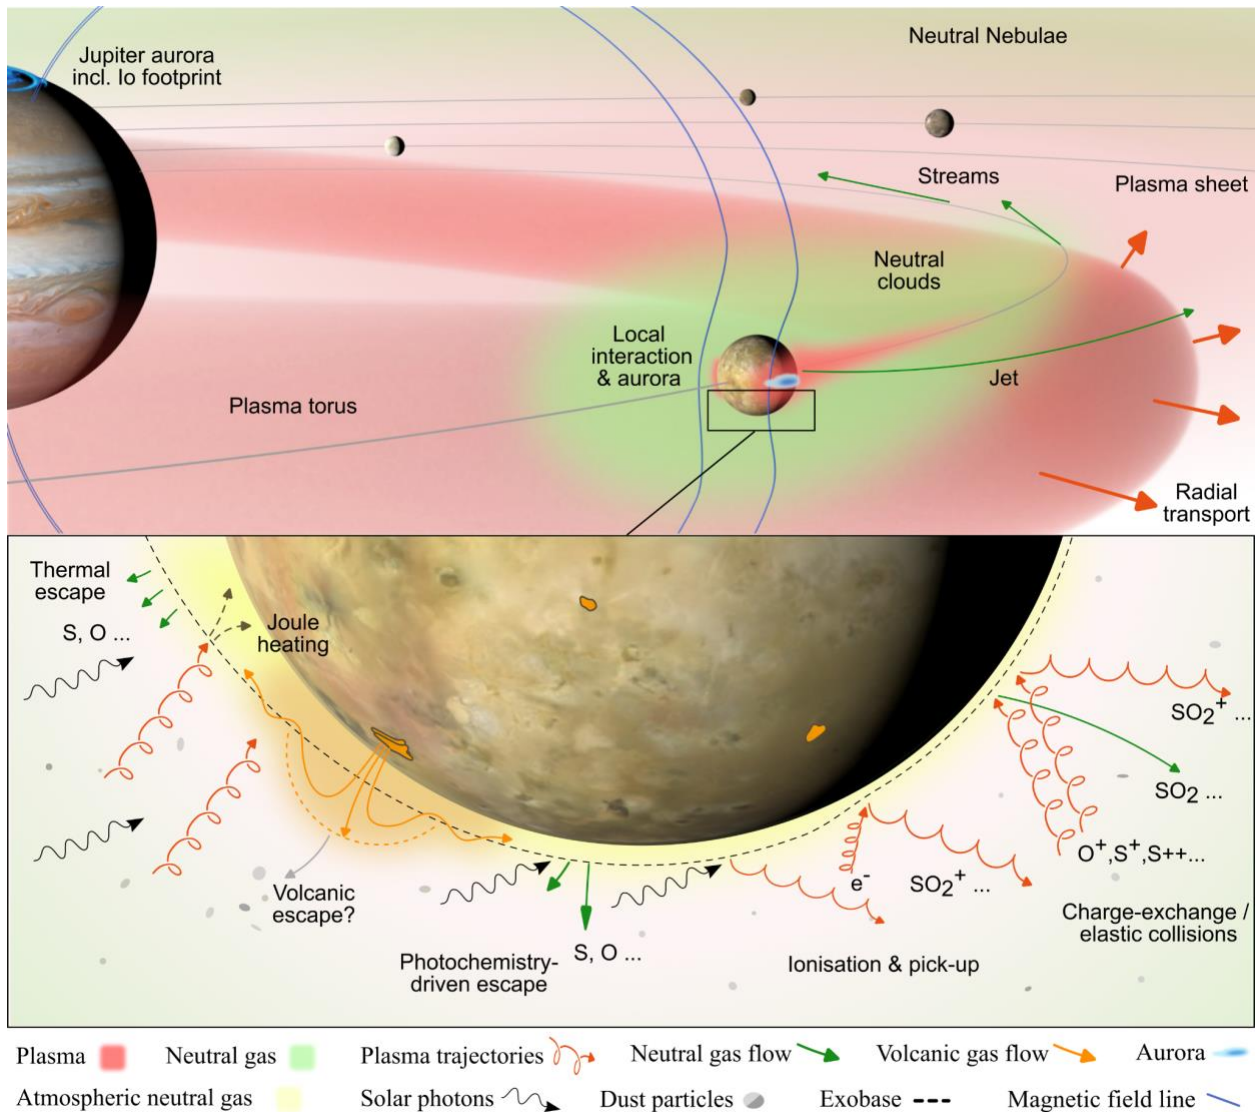 Neutral Nebulae
Jupiter aurora
incl. Io footprint
Streams
Plasma sheet
Neutral
clouds
Local
interaction
& aurora
Jet
Plasma torus
Radial
transport
Thermal
escape
S, O ...
Joule
heating
SO2+ ...
SO2 ...
O+,S+,S++...
e-
SO2+ ...
Volcanic
escape?
Charge-exchange /
elastic collisions
S, O ...
Photochemistry-
driven escape
Ionisation & pick-up
Plasma
Neutral gas
Plasma trajectories
Neutral gas flow
Volcanic gas flow
Aurora
Atmospheric neutral gas
Solar photons
Dust particles
Exobase
Magnetic field line